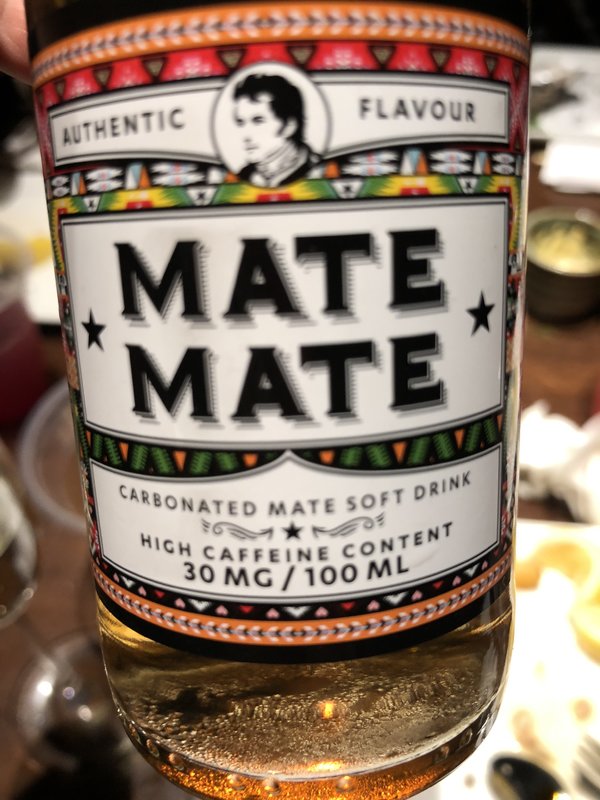 AUTHENTIC FLAVOUR
MATE
MATE
CARBONATED MATE SOFT DRINK
HIGH CAFFEINE CONTENT
30 MG / 100 ML